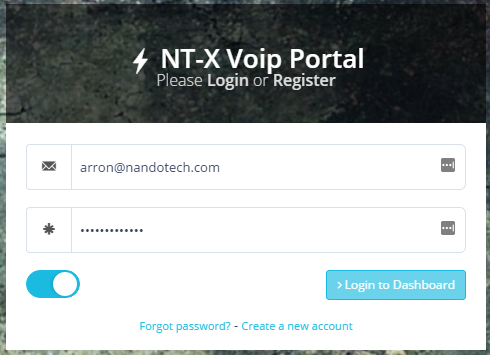 NT-X Voip Portal
Please Login or Register
arron@nandotech.com
•••••••••••••
Login to Dashboard
Forgot password? - Create a new account